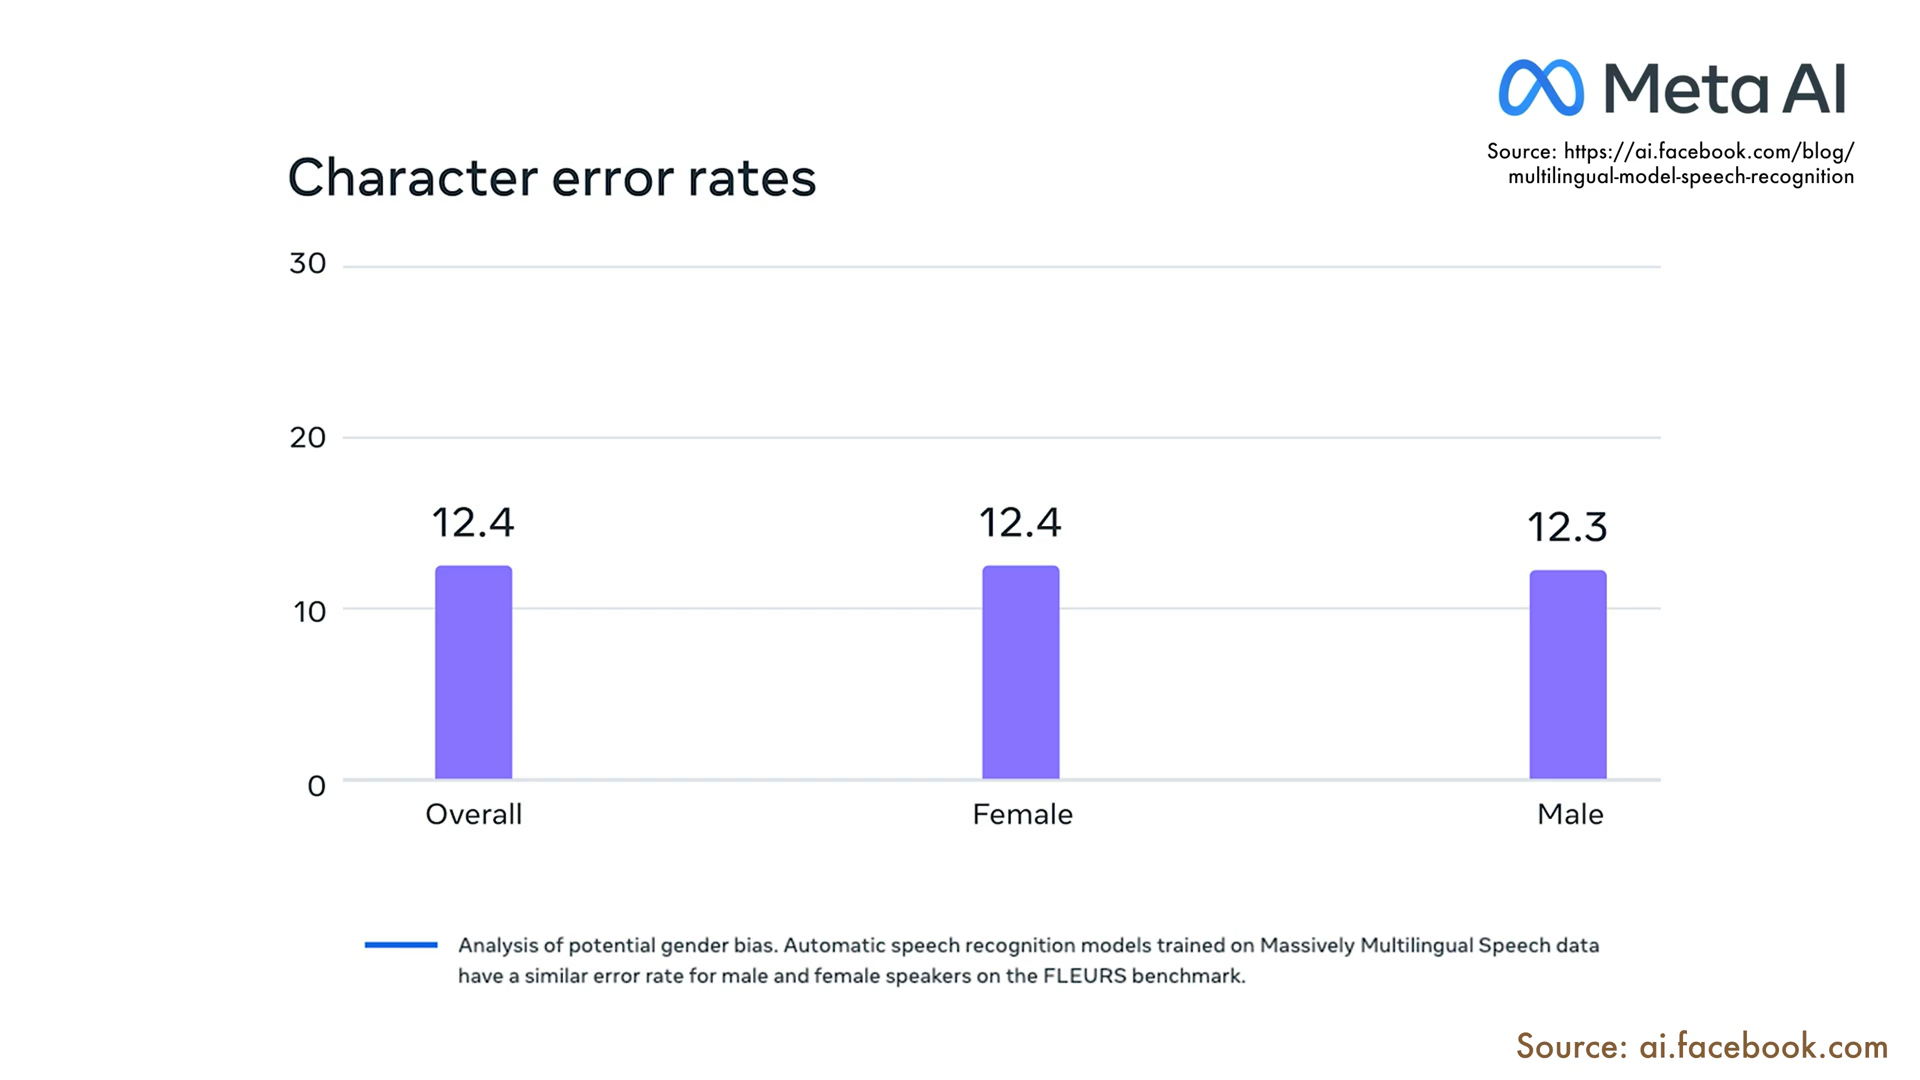 Meta AI
Source: https://ai.facebook.com/blog/
multilingual-model-speech-recognition
Character error rates
30
20
12.4
12.4
12.3
10
0
Overall
Female
Male
Analysis of potential gender bias. Automatic speech recognition models trained on Massively Multilingual Speech data
have a similar error rate for male and female speakers on the FLEURS benchmark.
Source: ai.facebook.com